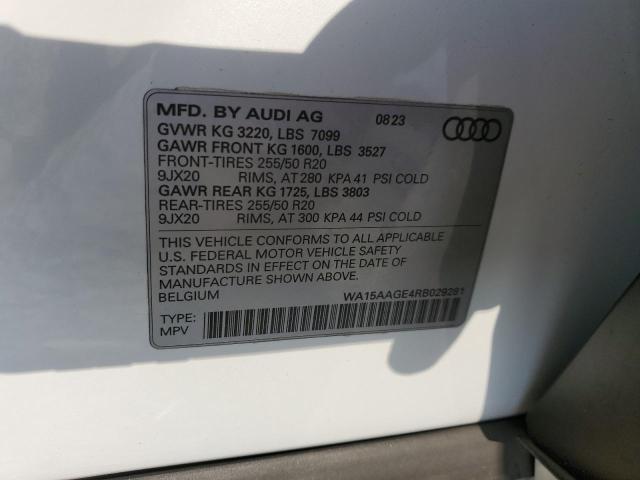 MFD. BY AUDI AG 0823
GVWR KG 3220, LBS 7099
GAWR FRONT KG 1600, LBS 3527
FRONT-TIRES 255/50 R20
9JX20 RIMS, AT 280 KPA 41 PSI COLD
GAWR REAR KG 1725, LBS 3803
REAR-TIRES 255/50 R20
9JX20 RIMS, AT 300 KPA 44 PSI COLD
THIS VEHICLE CONFORMS TO ALL APPLICABLE
U.S. FEDERAL MOTOR VEHICLE SAFETY
STANDARDS IN EFFECT ON THE DATE OF
MANUFACTURE SHOWN ABOVE.
BELGIUM WA15AAGE4RB029281
TYPE:
MPV